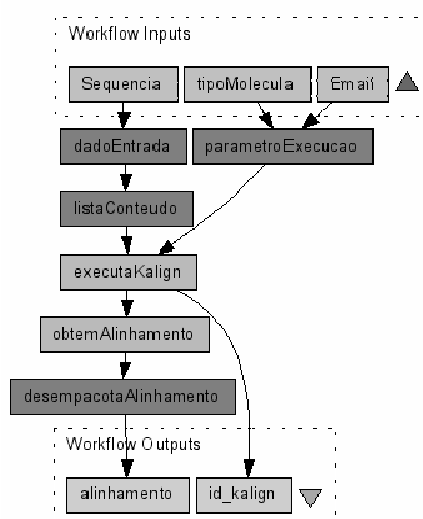 Workflow Inputs
Sequencia
tipoMolecula
Email
dadoEntrada
parametroExecucao
listaConteudo
executaKalign
obtemAlinhamento
desempacotaAlinhamento
Workflow Outputs
alinhamento
id_kalign